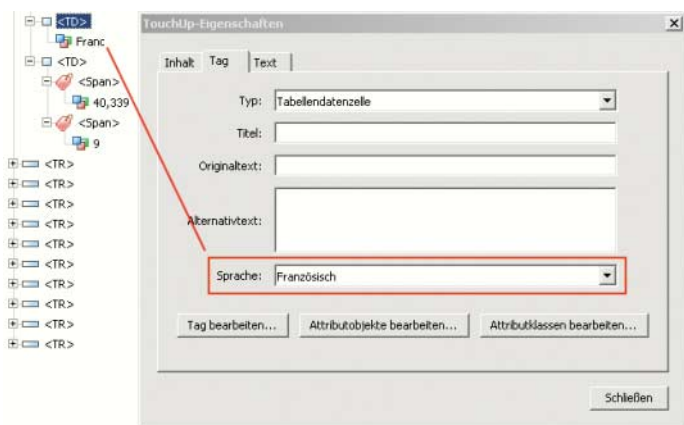 <TD>
Franc
<TD>
<Span>
40,339
<Span>
9
<TR>
<TR>
<TR>
<TR>
<TR>
<TR>
<TR>
<TR>
<TR>
<TR>
TouchUp-Eigenschaften
Inhalt Tag Text
Typ: Tabellendatenzelle
Titel:
Originaltext:
Alternativtext:
Sprache: Französisch
Tag bearbeiten... Attributobjekte bearbeiten... Attributklassen bearbeiten...
Schließen